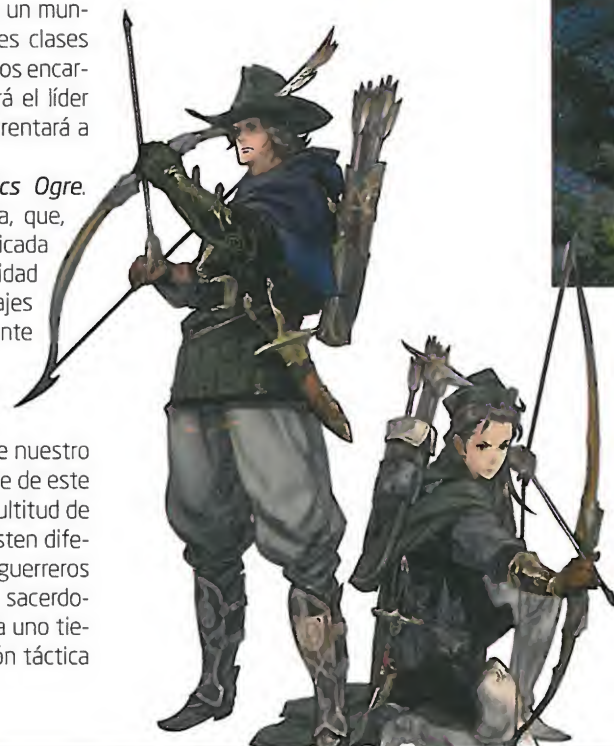 un mun-
es clases
os encar-
rá el líder
rentará a
cs Ogre.
a, que,
icada
idad
ajes
nte
e nuestro
e de este
ultitud de
sten dife-
guerreros
sacerdo-
a uno tie-
ón táctica